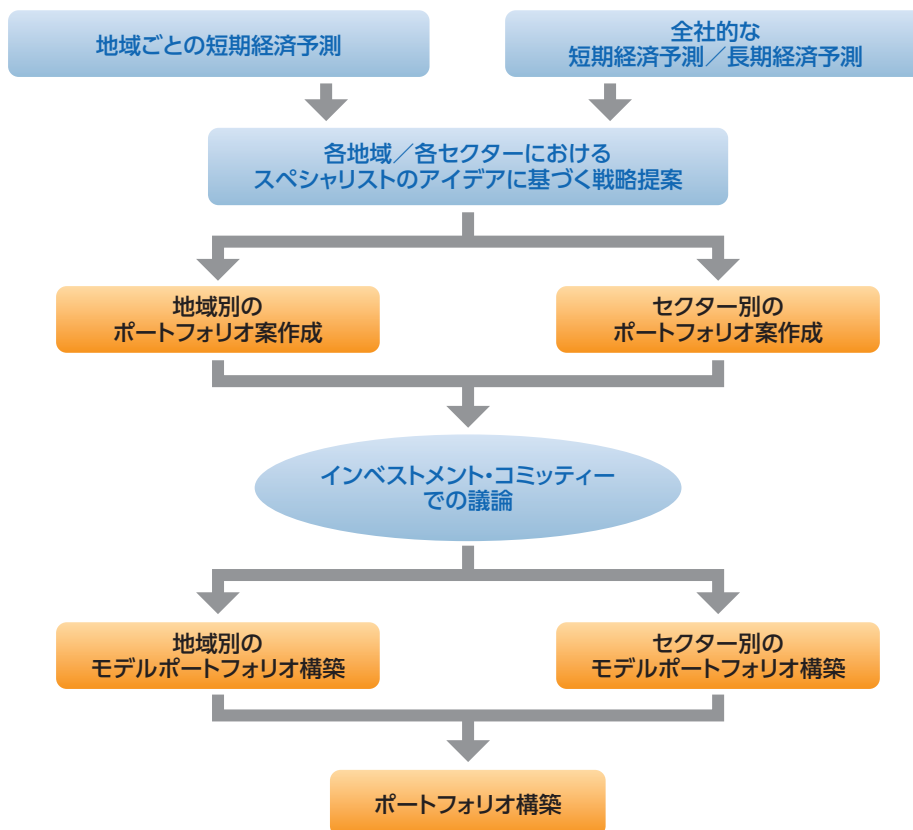 地域ごとの短期経済予測
全社的な
短期経済予測／長期経済予測
各地域／各セクターにおける
スペシャリストのアイデアに基づく戦略提案
地域別の
ポートフォリオ案作成
セクター別の
ポートフォリオ案作成
インベストメント・コミッティー
での議論
地域別の
モデルポートフォリオ構築
セクター別の
モデルポートフォリオ構築
ポートフォリオ構築